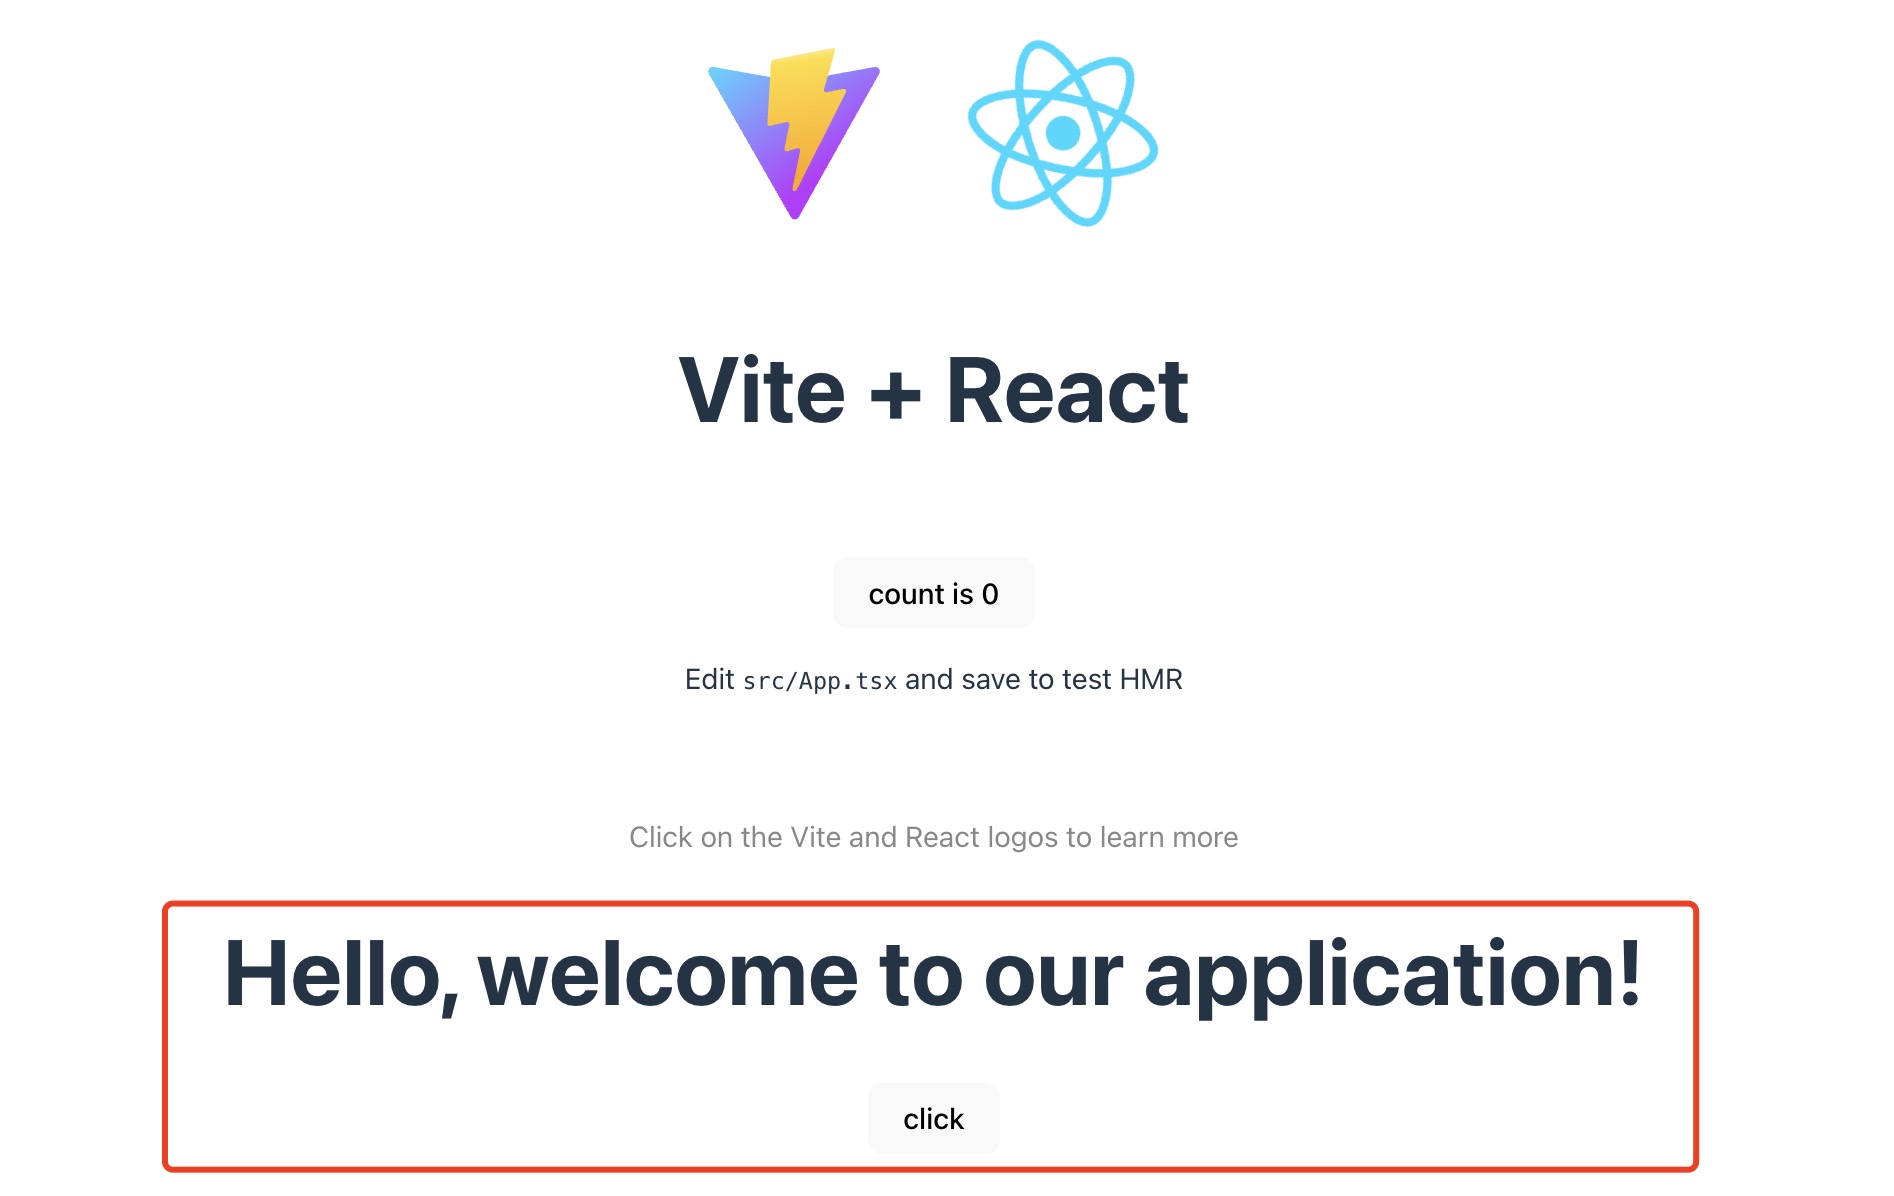 Vite + React
count is 0
Edit src/App.tsx and save to test HMR
Click on the Vite and React logos to learn more
Hello, welcome to our application!
click